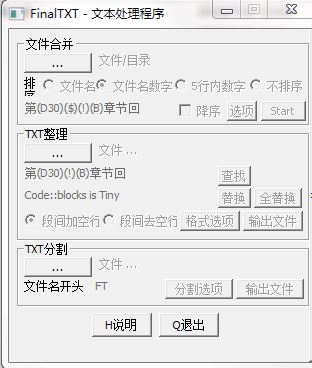 FinalTXT - 文本处理程序
文件合并
... 文件/目录
排序 文件名 文件名数字 5行内数字 不排序
第(D30)($)(!)(B)章节回 降序 选项 Start
TXT整理
... 文件 ...
第(D30)(!)(B)章节回 查找
Code::blocks is Tiny 替换 全替换
段间加空行 段间去空行 格式选项 输出文件
TXT分割
... 文件 ...
文件名开头 FT 分割选项 输出文件
H说明 Q退出